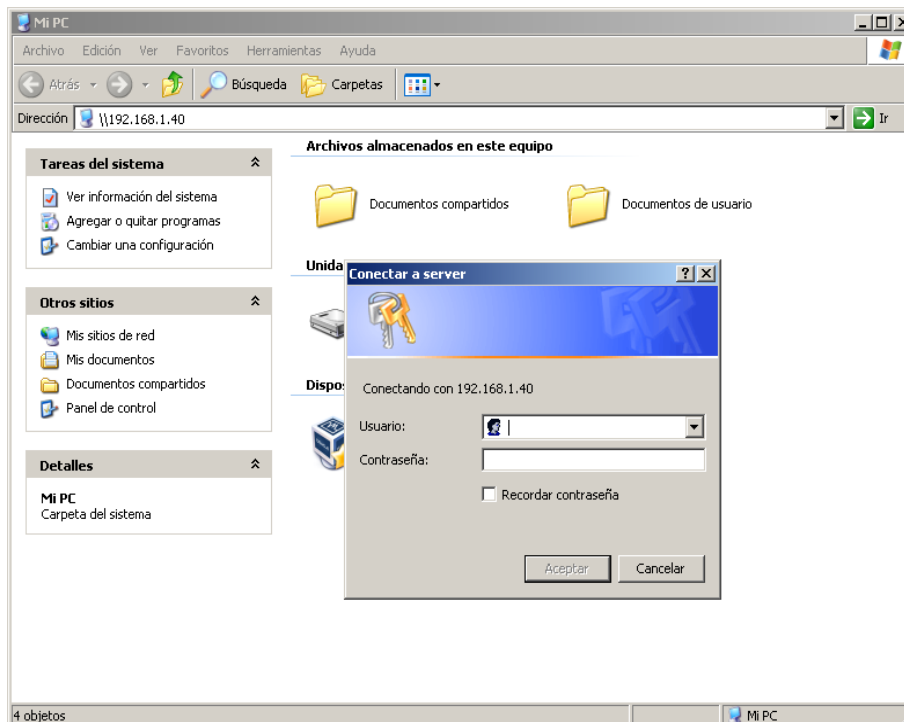 Mi PC
Archivo Edición Ver Favoritos Herramientas Ayuda
Atrás Búsqueda Carpetas
Dirección \\192.168.1.40 Ir
Tareas del sistema
Ver información del sistema
Agregar o quitar programas
Cambiar una configuración
Otros sitios
Mis sitios de red
Mis documentos
Documentos compartidos
Panel de control
Detalles
Mi PC
Carpeta del sistema
Archivos almacenados en este equipo
Documentos compartidos Documentos de usuario
Unida
Dispos
Conectar a server
Conectando con 192.168.1.40
Usuario:
Contraseña:
Recordar contraseña
Aceptar Cancelar
4 objetos Mi PC